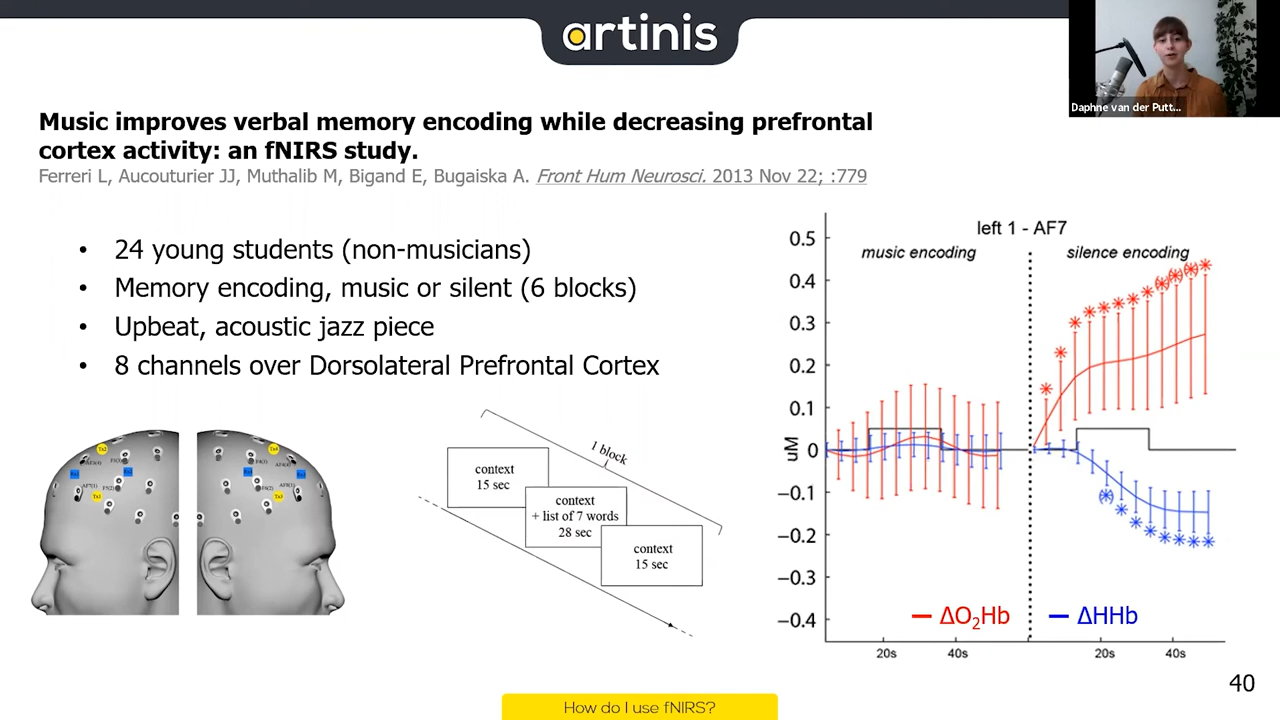 artinis
Daphne van der Putt...
Music improves verbal memory encoding while decreasing prefrontal
cortex activity: an fNIRS study.
Ferreri L, Aucouturier JJ, Muthalib M, Bigand E, Bugaiska A. Front Hum Neurosci. 2013 Nov 22; :779
• 24 young students (non-musicians)
• Memory encoding, music or silent (6 blocks)
• Upbeat, acoustic jazz piece
• 8 channels over Dorsolateral Prefrontal Cortex
1 block
context
15 sec
context
+ list of 7 words
28 sec
context
15 sec
left 1 - AF7
music encoding
silence encoding
0.5
0.4
0.3
0.2
0.1
0
−0.1
−0.2
−0.3
−0.4
uM
ΔO₂Hb
ΔHHb
20s
40s
20s
40s
40
How do I use fNIRS?